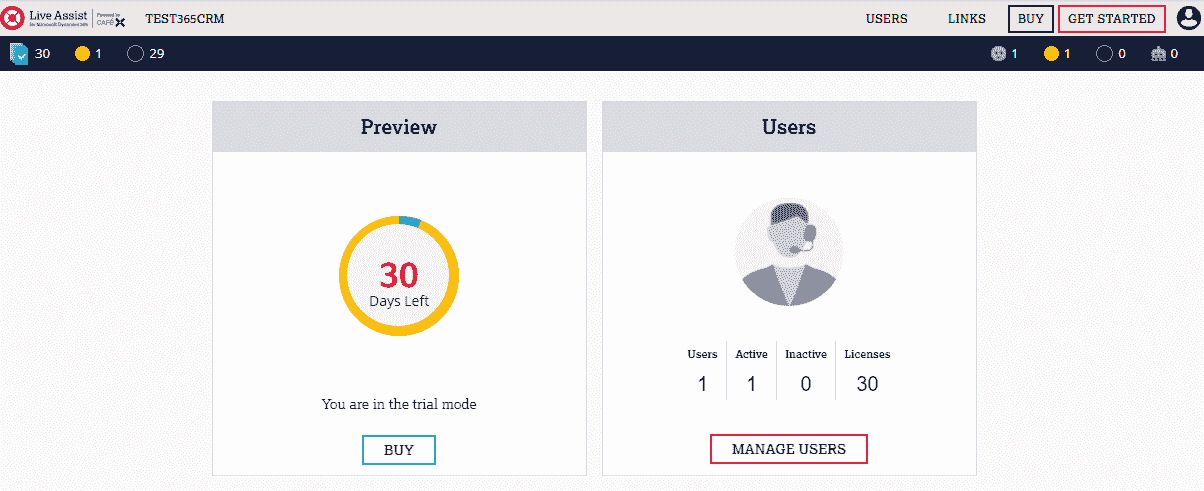 Live Assist
for Microsoft Dynamics 365
Powered by
CAFÉX
TEST365CRM
USERS
LINKS
BUY
GET STARTED
30
1
29
1
1
0
0
Preview
30
Days Left
You are in the trial mode
BUY
Users
Users Active Inactive Licenses
1 1 0 30
MANAGE USERS